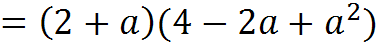 = (2 + a)(4 − 2a + a²)